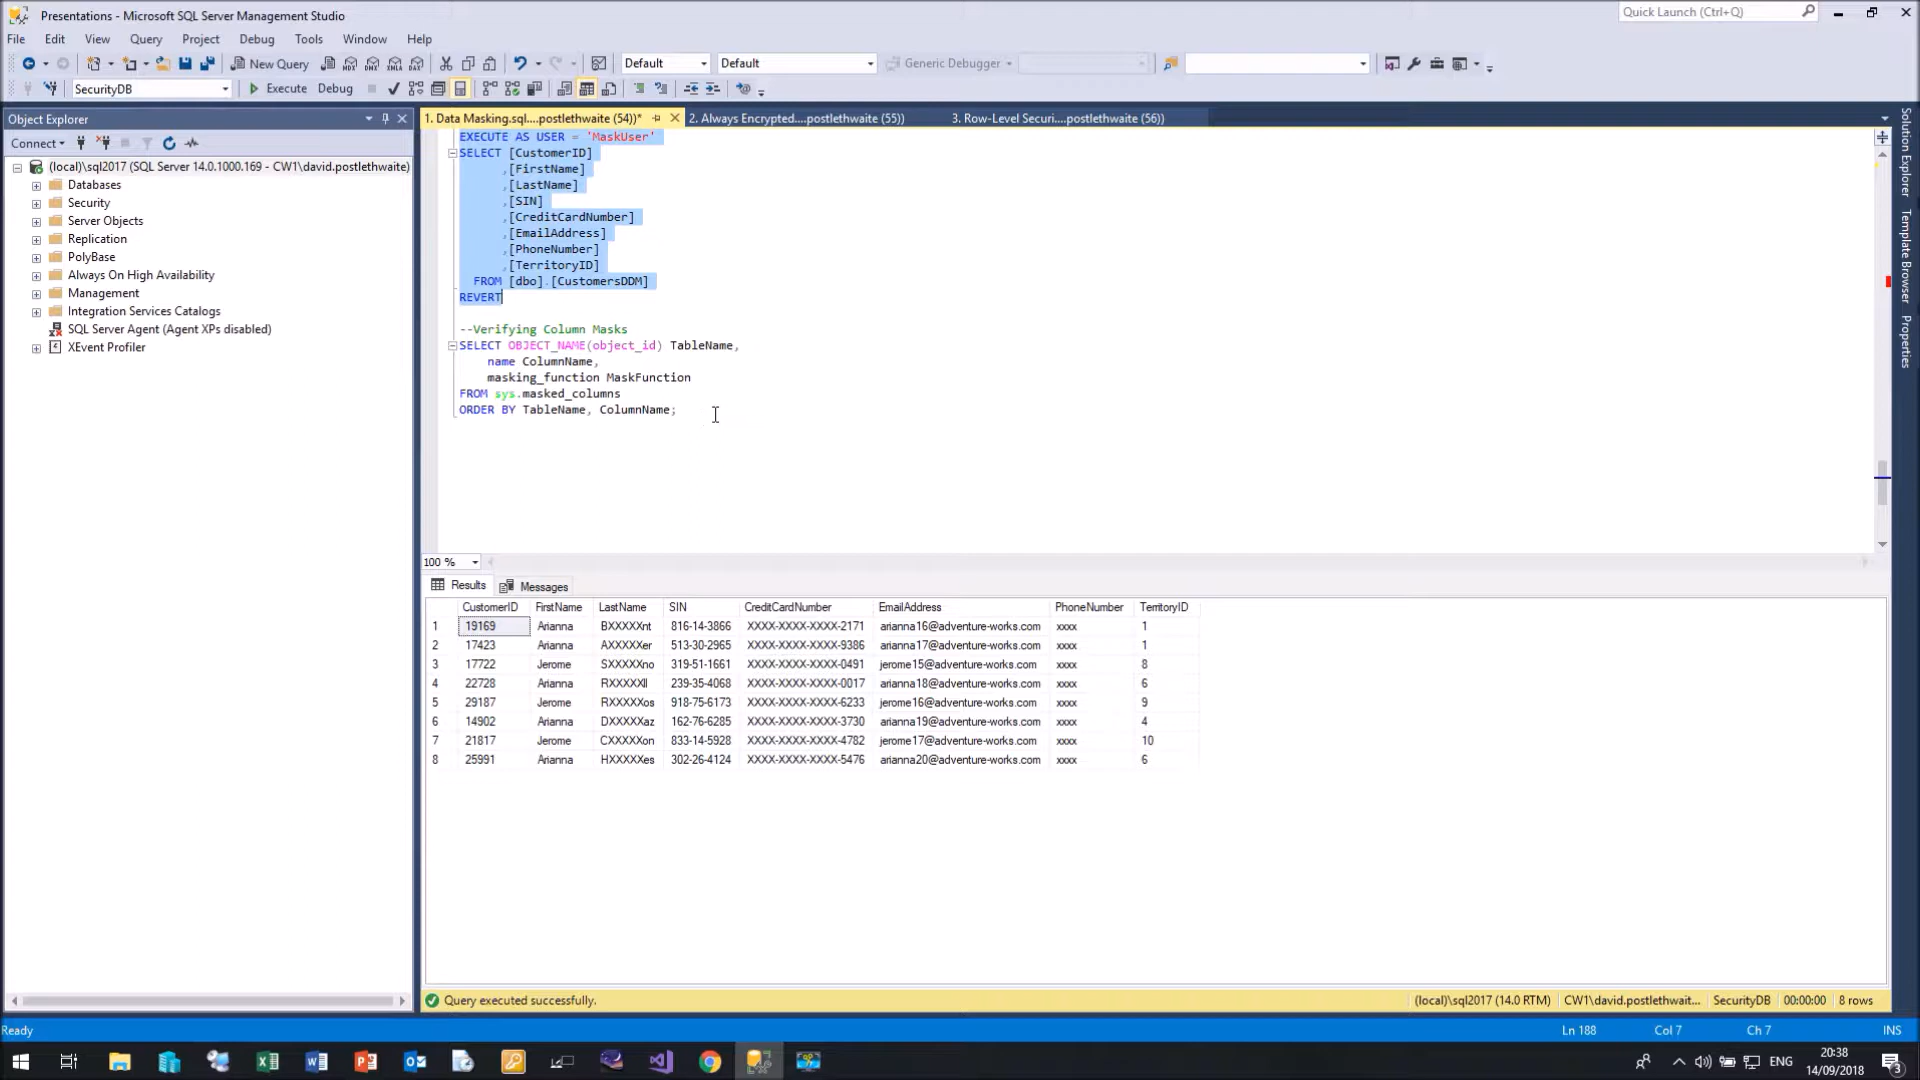 Presentations - Microsoft SQL Server Management Studio
Quick Launch (Ctrl+Q)
File Edit View Query Project Debug Tools Window Help
New Query MDX DMX XMLA DAX Default Default Generic Debugger
SecurityDB Execute Debug
Object Explorer
Connect
(local)\sql2017 (SQL Server 14.0.1000.169 - CW1\david.postlethwaite)
Databases
Security
Server Objects
Replication
PolyBase
Always On High Availability
Management
Integration Services Catalogs
SQL Server Agent (Agent XPs disabled)
XEvent Profiler
1. Data Masking.sql....postlethwaite (54))* 2. Always Encrypted....postlethwaite (55)) 3. Row-Level Securi....postlethwaite (56))
EXECUTE AS USER = 'MaskUser'
SELECT [CustomerID]
,[FirstName]
,[LastName]
,[SIN]
,[CreditCardNumber]
,[EmailAddress]
,[PhoneNumber]
,[TerritoryID]
FROM [dbo].[CustomersDDM]
REVERT
--Verifying Column Masks
SELECT OBJECT_NAME(object_id) TableName,
name ColumnName,
masking_function MaskFunction
FROM sys.masked_columns
ORDER BY TableName, ColumnName;
100 %
Results Messages
CustomerID FirstName LastName SIN CreditCardNumber EmailAddress PhoneNumber TerritoryID
1 19169 Arianna BXXXXXnt 816-14-3866 XXXX-XXXX-XXXX-2171 arianna16@adventure-works.com xxxx 1
2 17423 Arianna AXXXXXer 513-30-2965 XXXX-XXXX-XXXX-9386 arianna17@adventure-works.com xxxx 1
3 17722 Jerome SXXXXXno 319-51-1661 XXXX-XXXX-XXXX-0491 jerome15@adventure-works.com xxxx 8
4 22728 Arianna RXXXXXll 239-35-4068 XXXX-XXXX-XXXX-0017 arianna18@adventure-works.com xxxx 6
5 29187 Jerome RXXXXXos 918-75-6173 XXXX-XXXX-XXXX-6233 jerome16@adventure-works.com xxxx 9
6 14902 Arianna DXXXXXaz 162-76-6285 XXXX-XXXX-XXXX-3730 arianna19@adventure-works.com xxxx 4
7 21817 Jerome CXXXXXon 833-14-5928 XXXX-XXXX-XXXX-4782 jerome17@adventure-works.com xxxx 10
8 25991 Arianna HXXXXXes 302-26-4124 XXXX-XXXX-XXXX-5476 arianna20@adventure-works.com xxxx 6
Query executed successfully. (local)\sql2017 (14.0 RTM) CW1\david.postlethwait... SecurityDB 00:00:00 8 rows
Solution Explorer
Template Browser
Properties
Ready Ln 188 Col 7 Ch 7 INS
ENG
20:38
14/09/2018
3